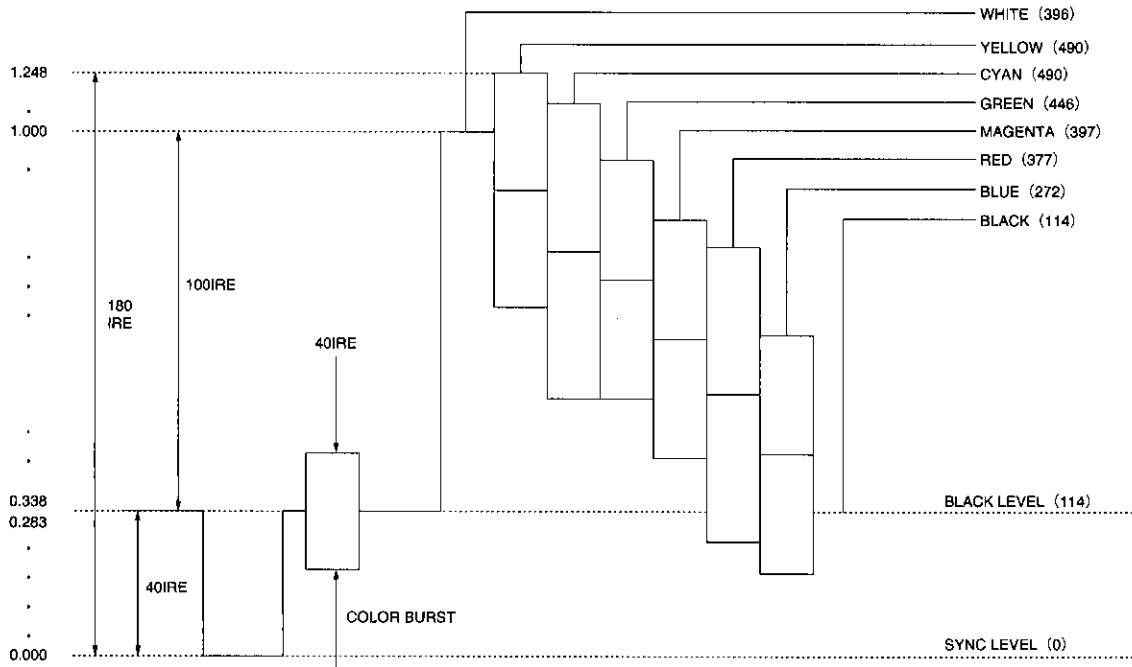 WHITE (396)
YELLOW (490)
1.248
CYAN (490)
GREEN (446)
1.000
MAGENTA (397)
RED (377)
BLUE (272)
BLACK (114)
100IRE
180
IRE
40IRE
0.338
BLACK LEVEL (114)
0.283
40IRE
COLOR BURST
SYNC LEVEL (0)
0.000